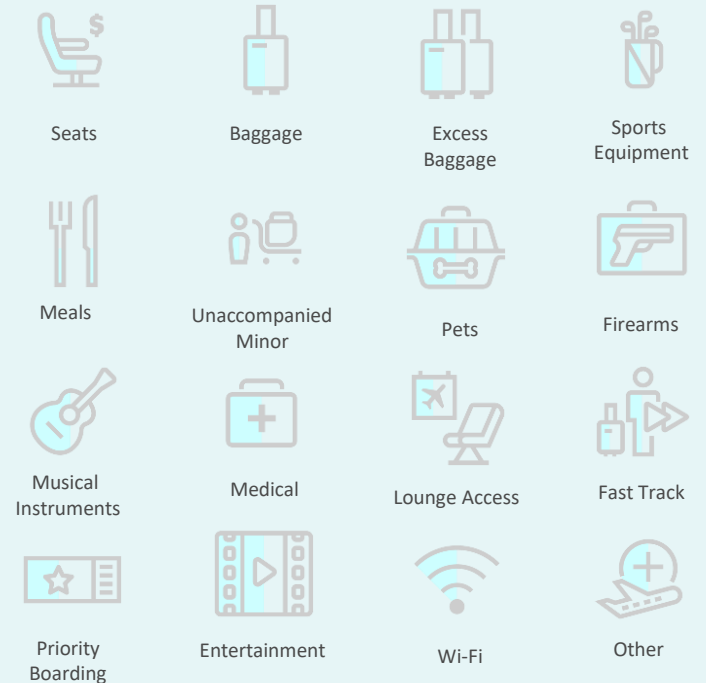 $
Seats
Baggage
Excess
Baggage
Sports
Equipment
Meals
Unaccompanied
Minor
Pets
Firearms
Musical
Instruments
Medical
Lounge Access
Fast Track
Priority
Boarding
Entertainment
Wi-Fi
Other